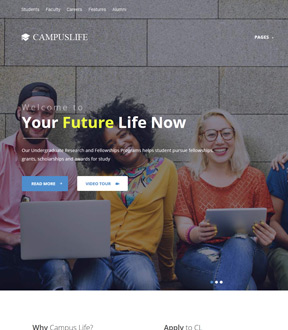 Students Faculty Careers Features Alumni
CAMPUSLIFE
PAGES
Welcome to
Your Future Life Now
Our Undergraduate Research and Fellowships Programs helps student pursue fellowships,
grants, scholarships and awards for study
READ MORE
VIDEO TOUR
Why Campus Life?
Apply to CL